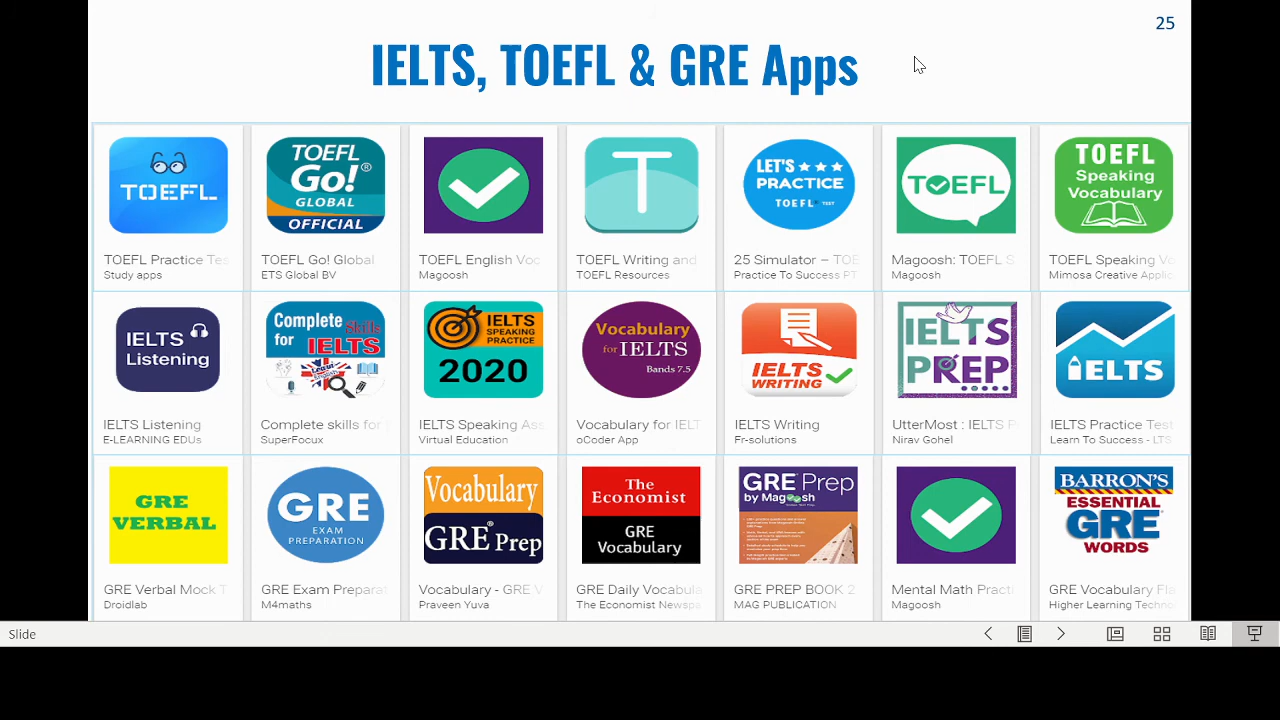 25
IELTS, TOEFL & GRE Apps
TOEFL
TOEFL
Go!®
GLOBAL
OFFICIAL
T
LET'S
PRACTICE
TOEFL® TEST
TOEFL
TOEFL
Speaking
Vocabulary
TOEFL Practice Tes
Study apps
TOEFL Go! Global
ETS Global BV
TOEFL English Voc
Magoosh
TOEFL Writing and
TOEFL Resources
25 Simulator – TOE
Practice To Success PT
Magoosh: TOEFL S
Magoosh
TOEFL Speaking Vo
Mimosa Creative Applic
IELTS
Listening
Complete Skills
for IELTS
Learn
English
IELTS
SPEAKING
PRACTICE
2020
Vocabulary
for IELTS
Bands 7.5
IELTS
WRITING
IELTS
PREP
IELTS
IELTS Listening
E-LEARNING EDUs
Complete skills for
SuperFocux
IELTS Speaking Ass
Virtual Education
Vocabulary for IELT
oCoder App
IELTS Writing
Fr-solutions
UtterMost : IELTS P
Nirav Gohel
IELTS Practice Test
Learn To Success - LTS
GRE
VERBAL
GRE
EXAM
PREPARATION
Vocabulary
GRE® Prep
The
Economist
GRE
Vocabulary
GRE Prep
by Magoosh
BARRON'S
ESSENTIAL
GRE®
WORDS
GRE Verbal Mock T
Droidlab
GRE Exam Preparat
M4maths
Vocabulary - GRE V
Praveen Yuva
GRE Daily Vocabula
The Economist Newspa
GRE PREP BOOK 2
MAG PUBLICATION
Mental Math Practi
Magoosh
GRE Vocabulary Fla
Higher Learning Techno
Slide